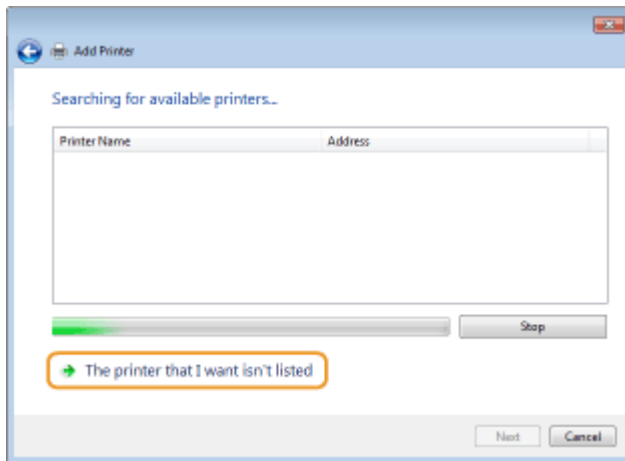 Add Printer
Searching for available printers...
Printer Name Address
Stop
The printer that I want isn't listed
Next Cancel